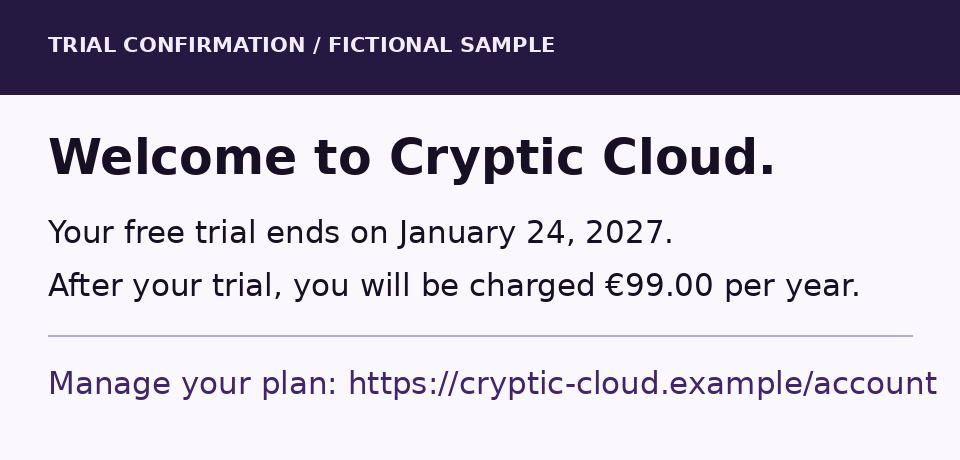 TRIAL CONFIRMATION / FICTIONAL SAMPLE
Welcome to Cryptic Cloud.
Your free trial ends on January 24, 2027.
After your trial, you will be charged €99.00 per year.
Manage your plan: https://cryptic-cloud.example/account